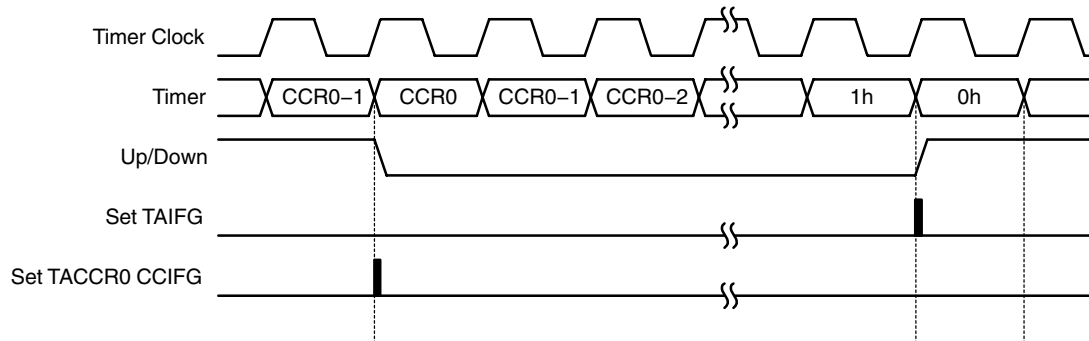 Timer Clock
Timer CCR0−1 CCR0 CCR0−1 CCR0−2 1h 0h
Up/Down
Set TAIFG
Set TACCR0 CCIFG